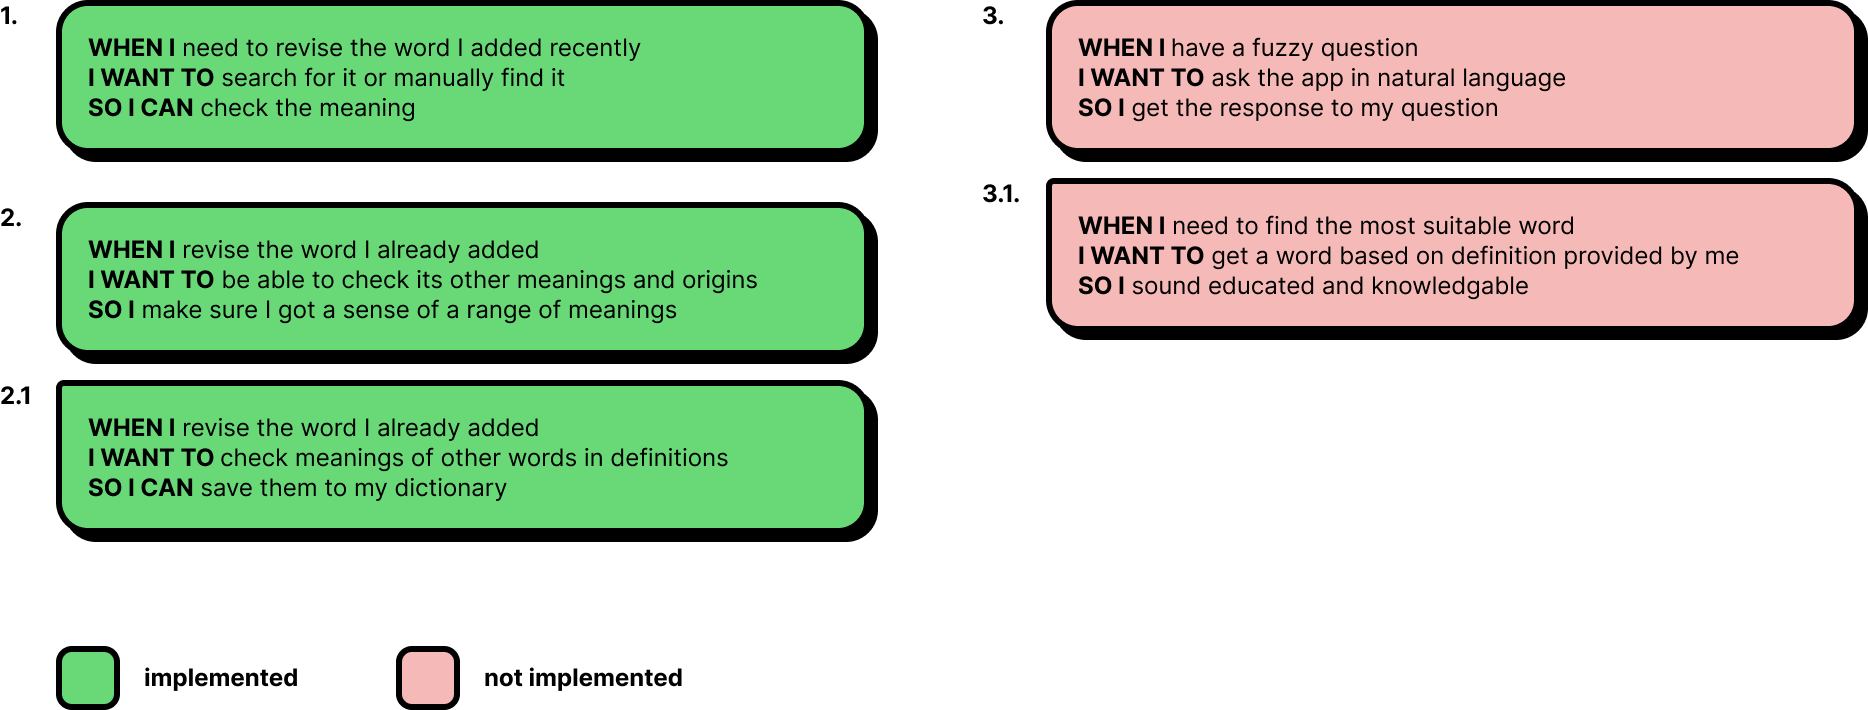 1.
WHEN I need to revise the word I added recently
I WANT TO search for it or manually find it
SO I CAN check the meaning
2.
WHEN I revise the word I already added
I WANT TO be able to check its other meanings and origins
SO I make sure I got a sense of a range of meanings
2.1
WHEN I revise the word I already added
I WANT TO check meanings of other words in definitions
SO I CAN save them to my dictionary
3.
WHEN I have a fuzzy question
I WANT TO ask the app in natural language
SO I get the response to my question
3.1.
WHEN I need to find the most suitable word
I WANT TO get a word based on definition provided by me
SO I sound educated and knowledgable
implemented
not implemented